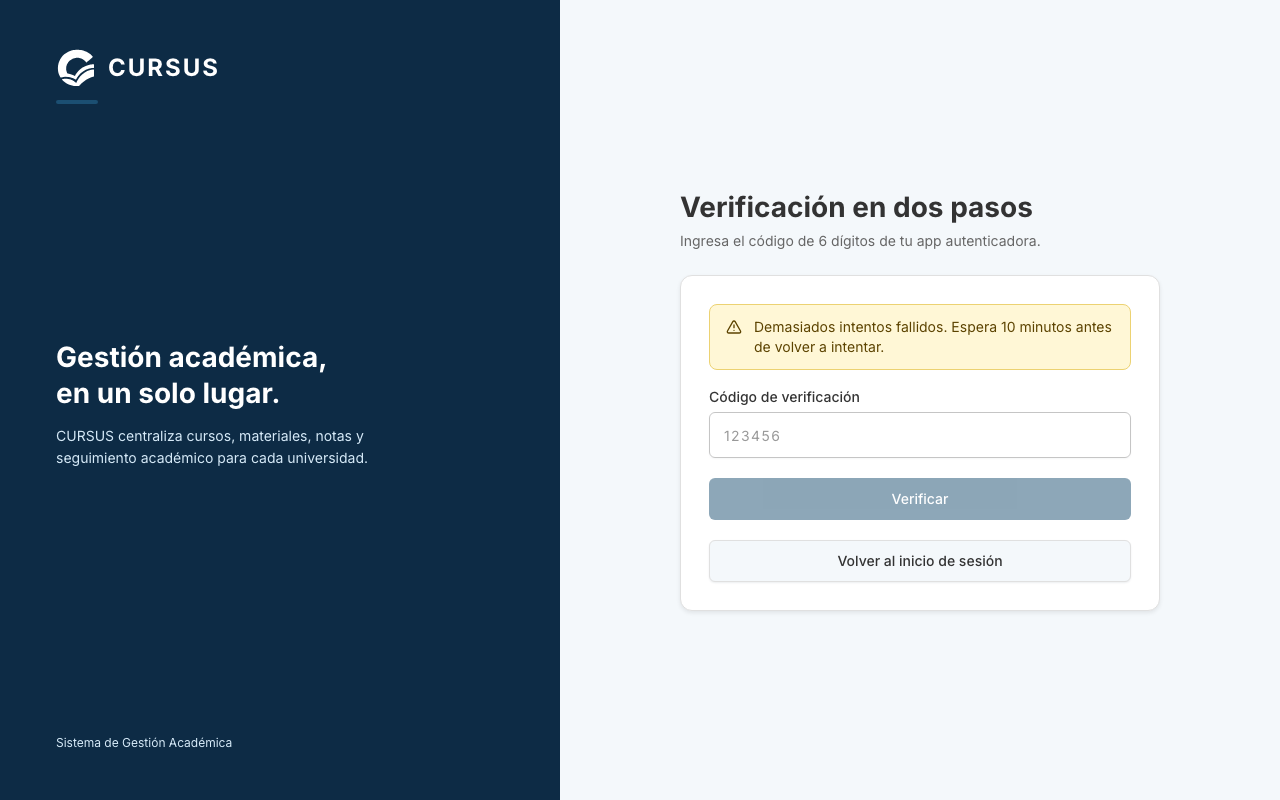 CURSUS
Gestión académica,
en un solo lugar.
CURSUS centraliza cursos, materiales, notas y
seguimiento académico para cada universidad.
Sistema de Gestión Académica
Verificación en dos pasos
Ingresa el código de 6 dígitos de tu app autenticadora.
Demasiados intentos fallidos. Espera 10 minutos antes
de volver a intentar.
Código de verificación
123456
Verificar
Volver al inicio de sesión